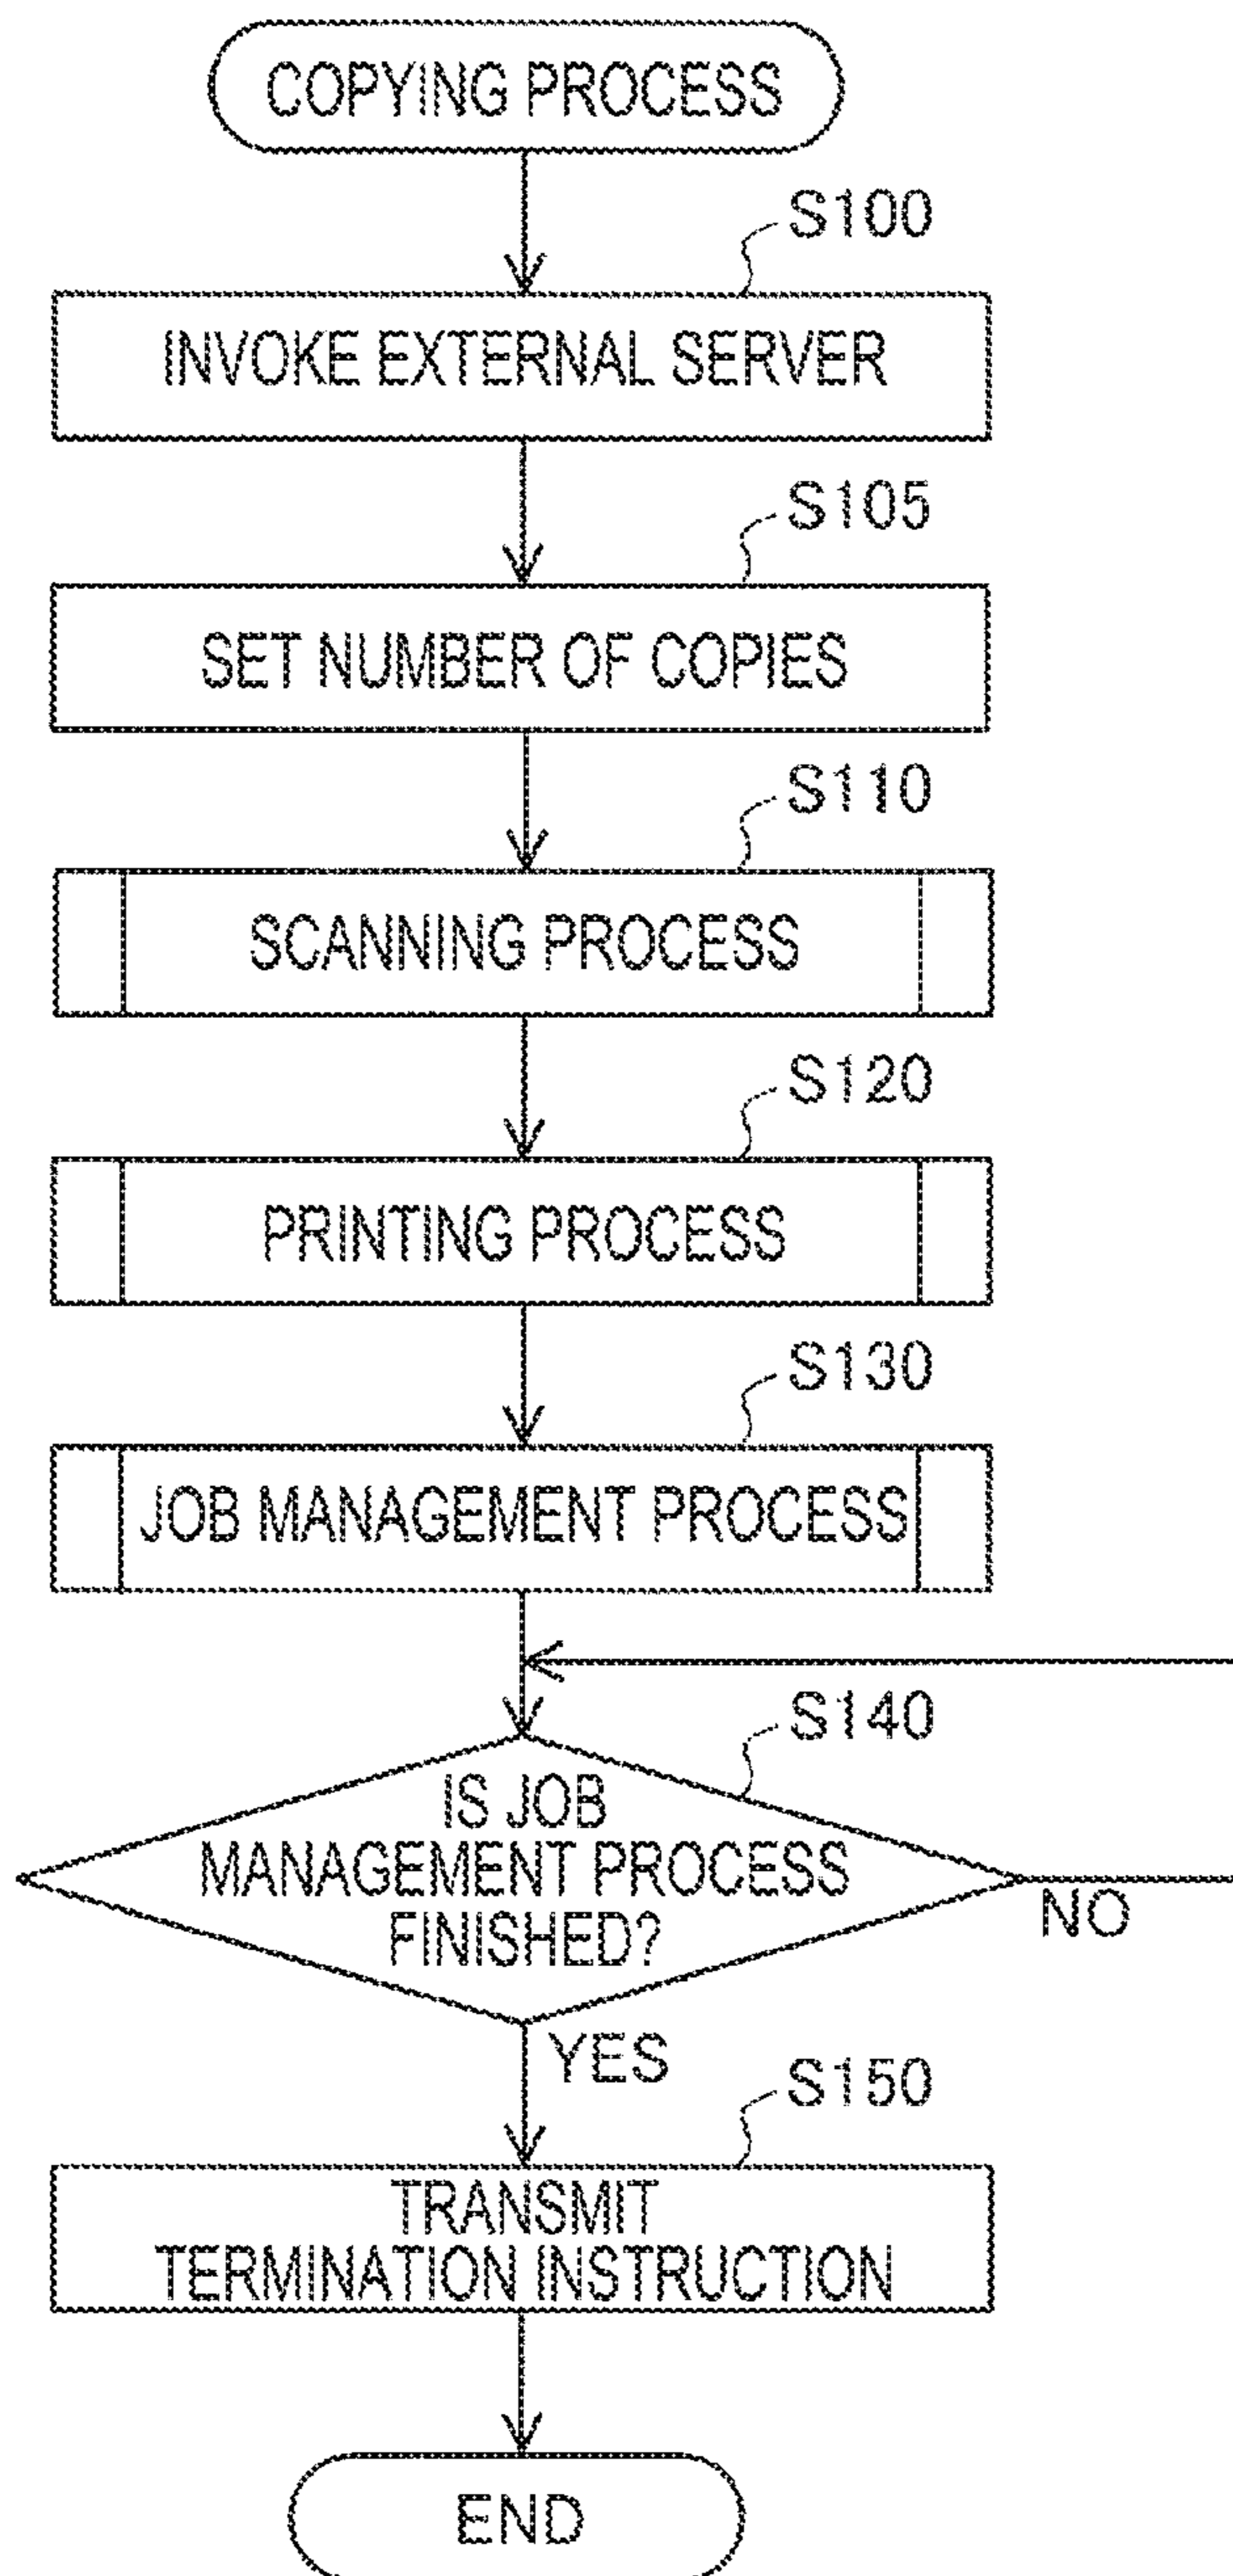 COPYING PROCESS
S100
INVOKE EXTERNAL SERVER
S105
SET NUMBER OF COPIES
S110
SCANNING PROCESS
S120
PRINTING PROCESS
S130
JOB MANAGEMENT PROCESS
S140
IS JOB
MANAGEMENT PROCESS
FINISHED?
NO
YES
S150
TRANSMIT
TERMINATION INSTRUCTION
END